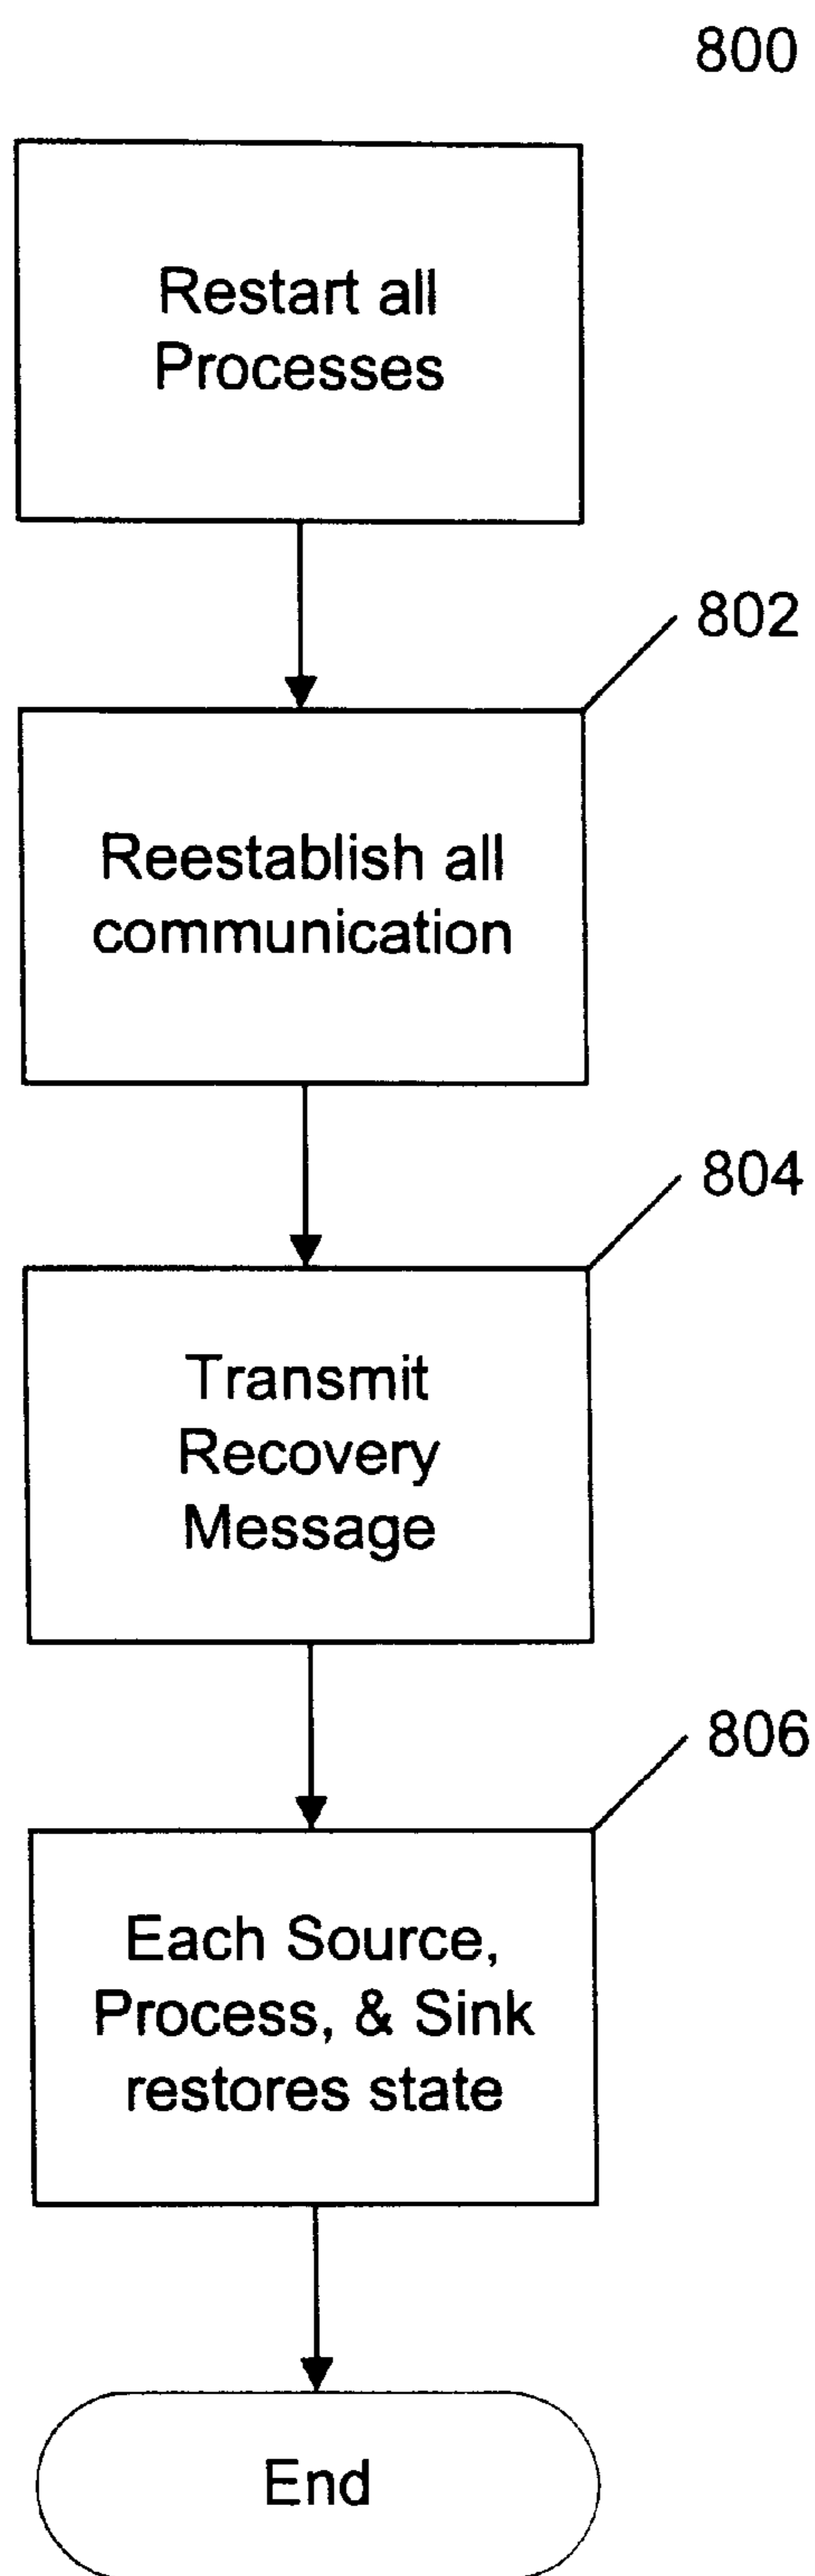 800
Restart all
Processes
802
Reestablish all
communication
804
Transmit
Recovery
Message
806
Each Source,
Process, & Sink
restores state
End